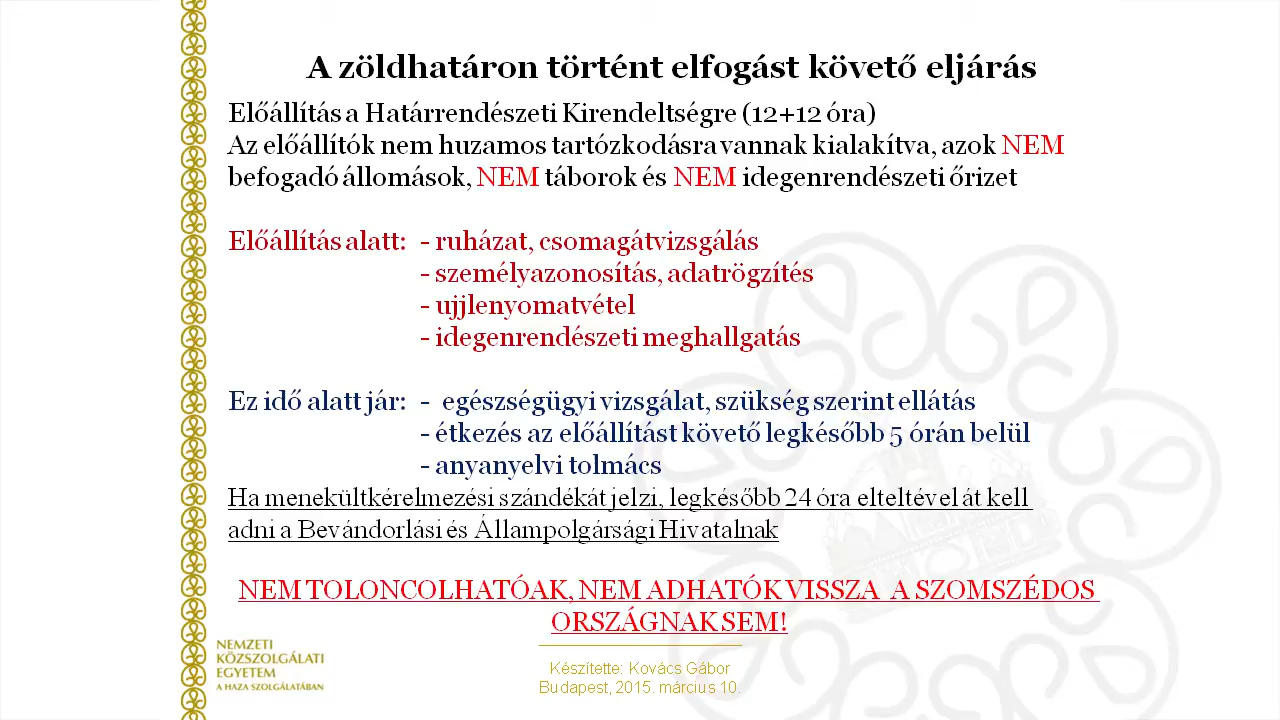 A zöldhatáron történt elfogást követő eljárás
Előállítás a Határrendészeti Kirendeltségre (12+12 óra)
Az előállítók nem huzamos tartózkodásra vannak kialakítva, azok NEM
befogadó állomások, NEM táborok és NEM idegenrendészeti őrizet
Előállítás alatt: - ruházat, csomagátvizsgálás
- személyazonosítás, adatrögzítés
- ujjlenyomatvétel
- idegenrendészeti meghallgatás
Ez idő alatt jár: - egészségügyi vizsgálat, szükség szerint ellátás
- étkezés az előállítást követő legkésőbb 5 órán belül
- anyanyelvi tolmács
Ha menekültkérelmezési szándékát jelzi, legkésőbb 24 óra elteltével át kell
adni a Bevándorlási és Állampolgársági Hivatalnak
NEM TOLONCOLHATÓAK, NEM ADHATÓK VISSZA A SZOMSZÉDOS
ORSZÁGNAK SEM!
NEMZETI
KÖZSZOLGÁLATI
EGYETEM
A HAZA SZOLGÁLATÁBAN
Készítette: Kovács Gábor
Budapest, 2015. március 10.